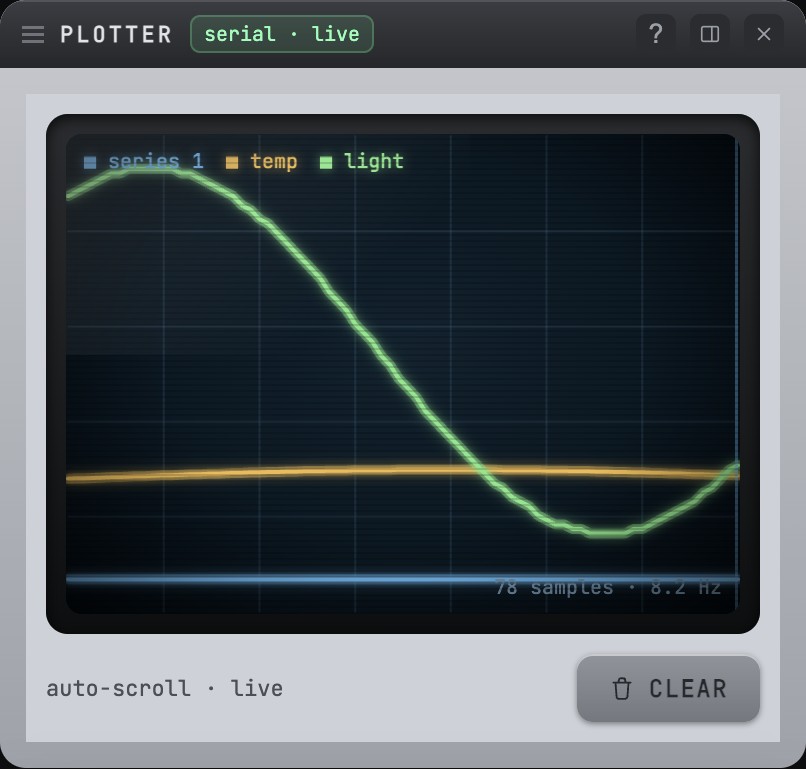 PLOTTER serial · live ?
series 1 temp light
78 samples · 8.2 Hz
auto-scroll · live CLEAR